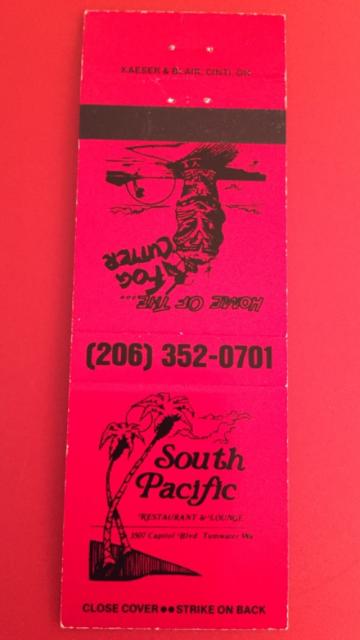 KAESER & BLAIR, CINTI. OH.
HOME OF THE....
FOG
CUTTER
(206) 352-0701
South
Pacific
RESTAURANT & LOUNGE
Capitol Blvd Tumwater Wa
CLOSE COVER ●● STRIKE ON BACK